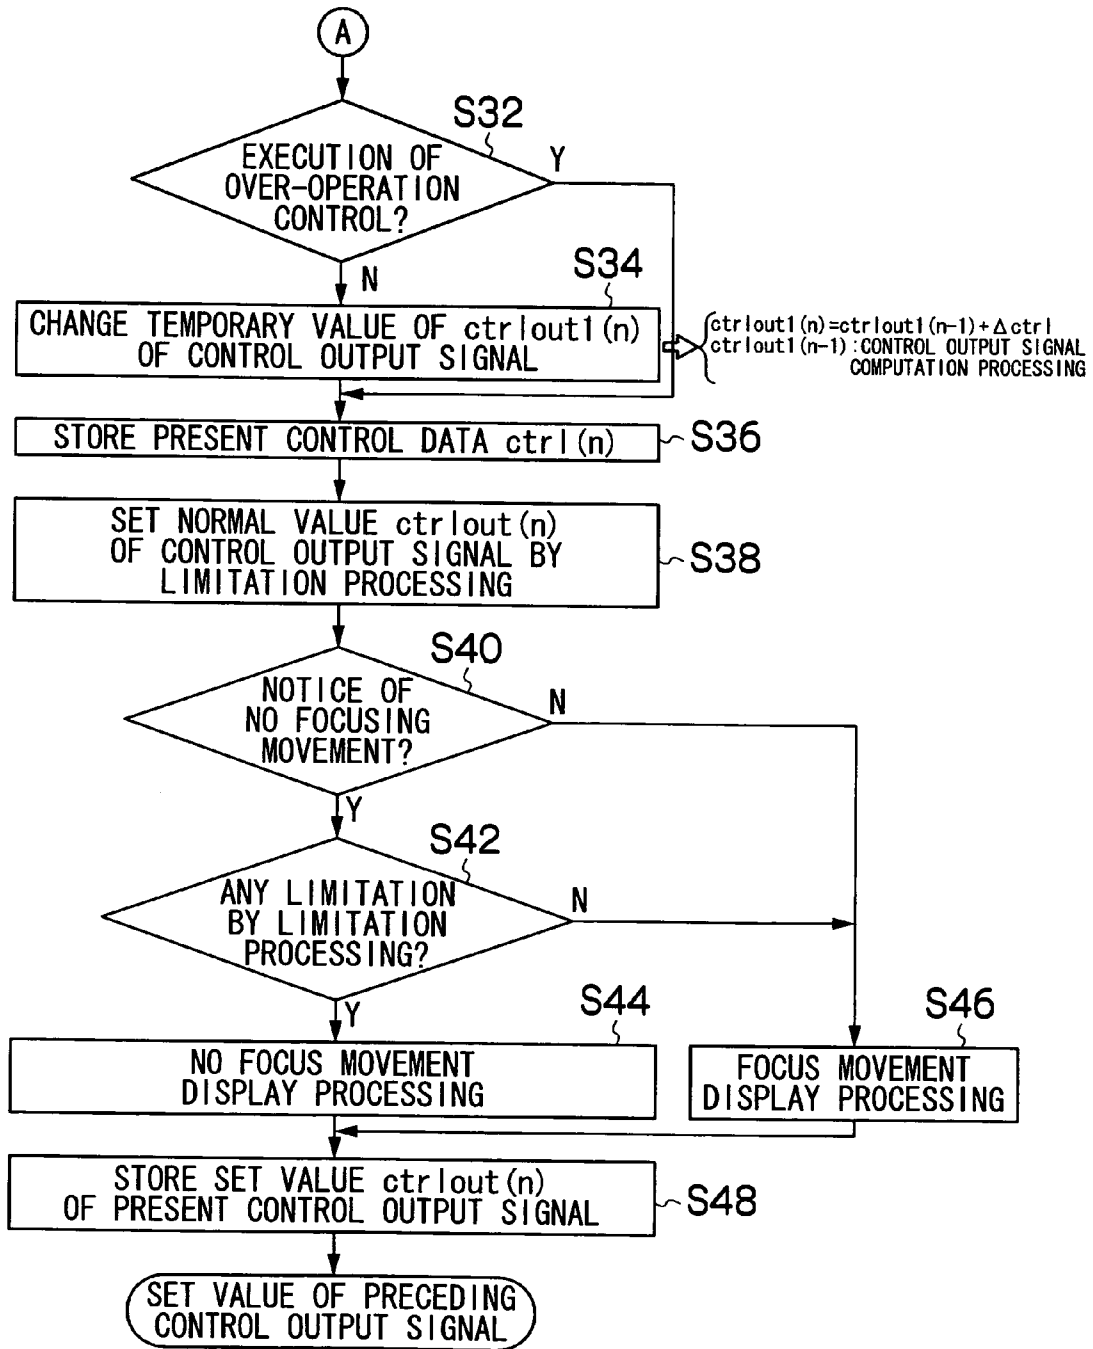 A
S32
EXECUTION OF
OVER-OPERATION
CONTROL?
Y
N
S34
CHANGE TEMPORARY VALUE OF ctrlout1(n)
OF CONTROL OUTPUT SIGNAL
ctrlout1(n)=ctrlout1(n-1)+Δctrl
ctrlout1(n-1):CONTROL OUTPUT SIGNAL
COMPUTATION PROCESSING
STORE PRESENT CONTROL DATA ctrl(n)
S36
SET NORMAL VALUE ctrlout(n)
OF CONTROL OUTPUT SIGNAL BY
LIMITATION PROCESSING
S38
S40
NOTICE OF
NO FOCUSING
MOVEMENT?
N
Y
S42
ANY LIMITATION
BY LIMITATION
PROCESSING?
N
Y
S44
NO FOCUS MOVEMENT
DISPLAY PROCESSING
S46
FOCUS MOVEMENT
DISPLAY PROCESSING
STORE SET VALUE ctrlout(n)
OF PRESENT CONTROL OUTPUT SIGNAL
S48
SET VALUE OF PRECEDING
CONTROL OUTPUT SIGNAL